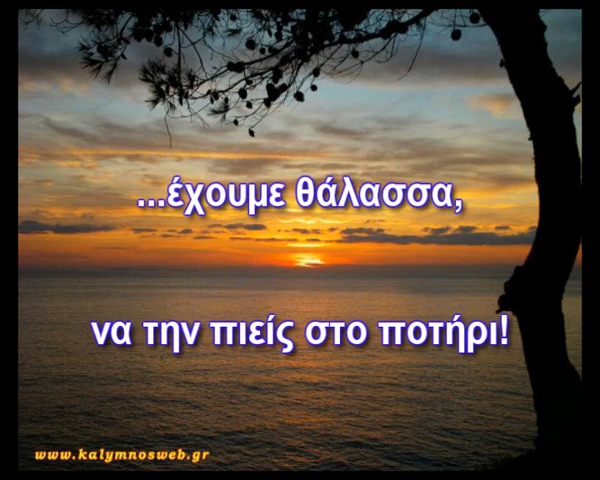 ...έχουμε θάλασσα,
να την πιείς στο ποτήρι!
www.kalymnosweb.gr